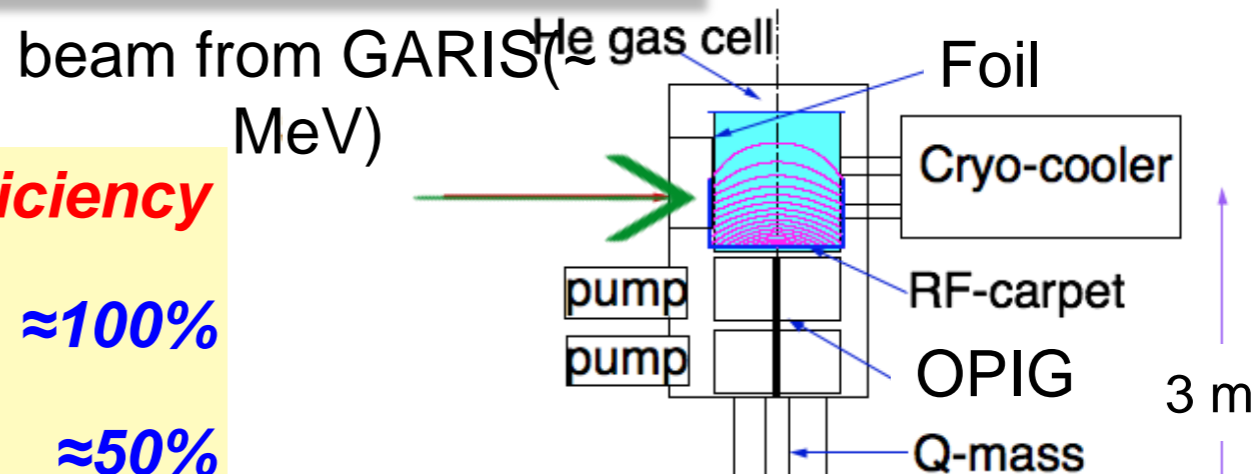 beam from GARIS(≈
MeV)
He gas cell
Foil
Cryo-cooler
iciency
≈100%
≈50%
RF-carpet
pump
pump
OPIG
3 m
Q-mass